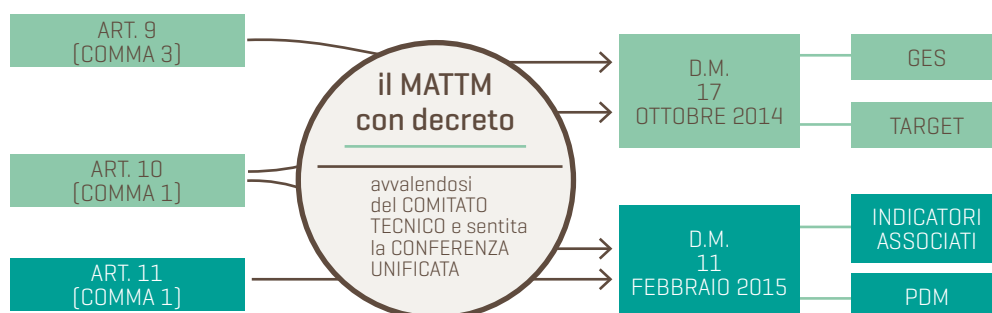 ART. 9
(COMMA 3)
ART. 10
(COMMA 1)
ART. 11
(COMMA 1)
il MATTM
con decreto
avvalendosi
del COMITATO
TECNICO e sentita
la CONFERENZA
UNIFICATA
D.M.
17
OTTOBRE 2014
GES
TARGET
D.M.
11
FEBBRAIO 2015
INDICATORI
ASSOCIATI
PDM